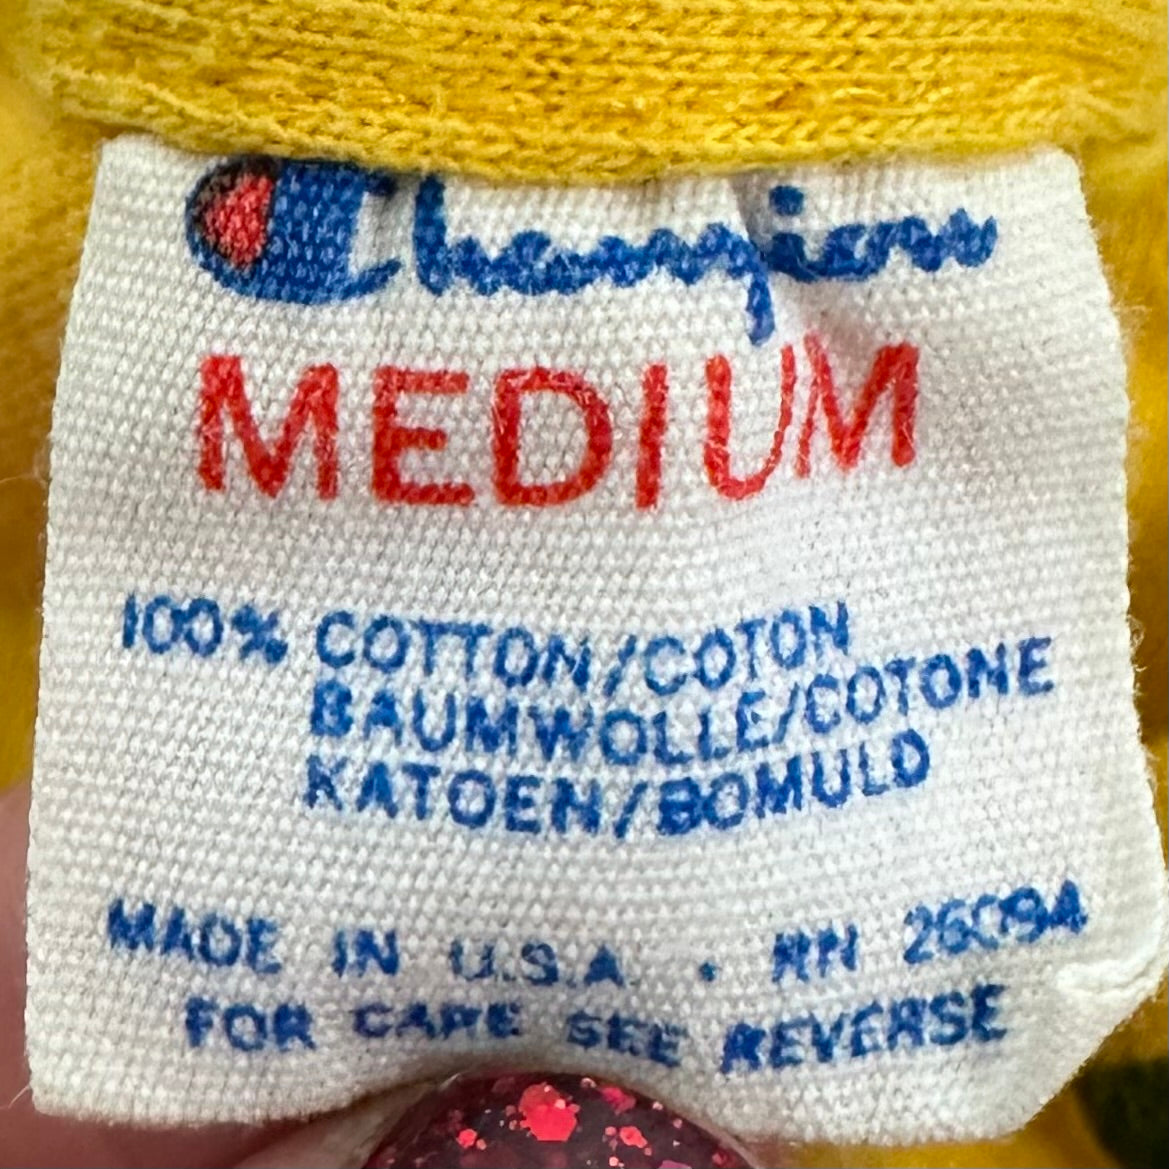 Champion
MEDIUM
100% COTTON/COTON
BAUMWOLLE/COTONE
KATOEN/BOMULD
MADE IN U.S.A. • RN 26094
FOR CARE SEE REVERSE